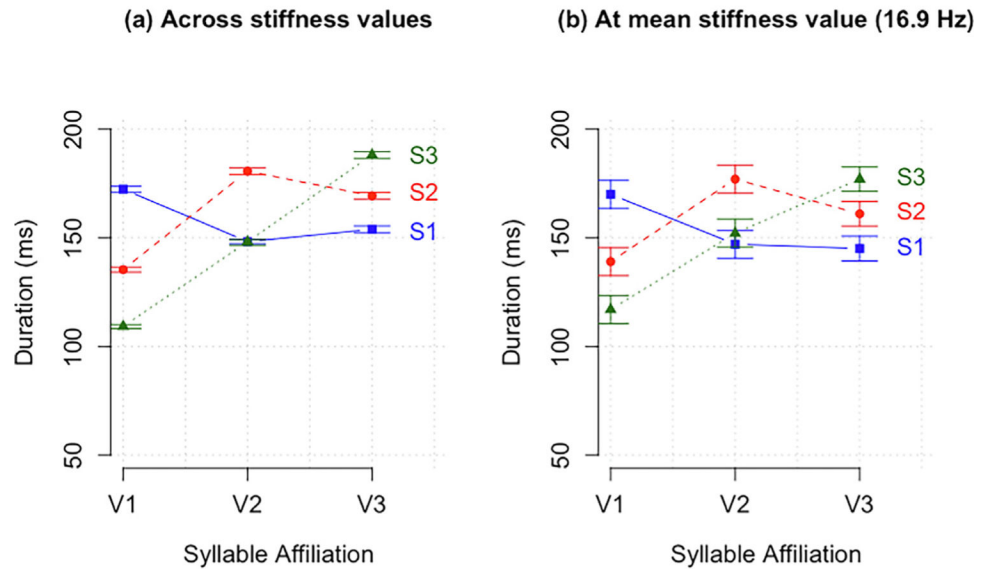 (a) Across stiffness values
(b) At mean stiffness value (16.9 Hz)
Duration (ms)
200
150
100
50
S3
S2
S1
V1 V2 V3
Syllable Affiliation
Duration (ms)
200
150
100
50
S3
S2
S1
V1 V2 V3
Syllable Affiliation